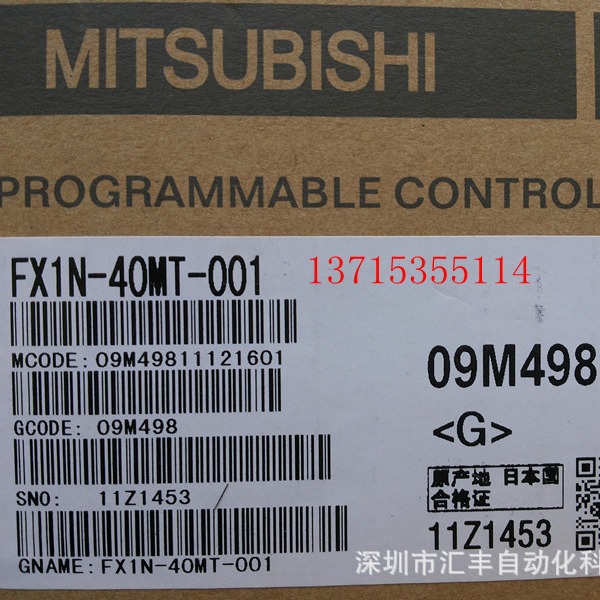 MITSUBISHI
PROGRAMMABLE CONTROL
FX1N-40MT-001
13715355114
MCODE: 09M49811121601
09M498
GCODE: 09M498
<G>
原产地 日本国
合格证
SNO: 11Z1453
11Z1453
GNAME: FX1N-40MT-001
深圳市汇丰自动化科